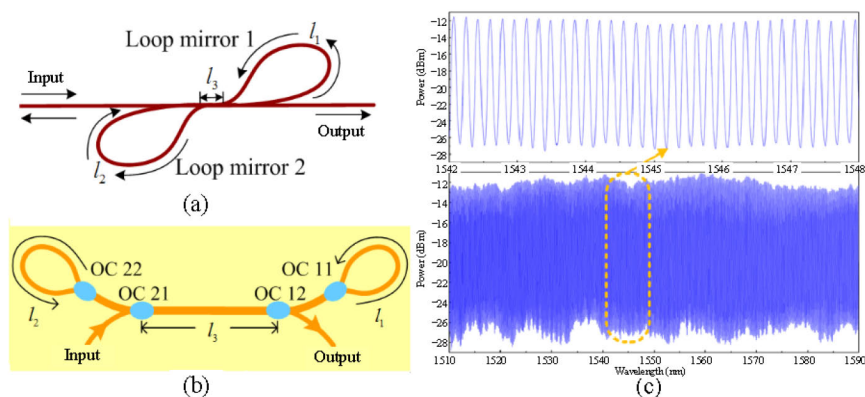 Loop mirror 1
l1
l3
Input
Output
l2
Loop mirror 2
(a)
OC 22
OC 11
OC 21
OC 12
l2
l3
l1
Input
Output
(b)
Power (dBm)
−12
−14
−16
−18
−20
−22
−24
−26
−28
1542 1543 1544 1545 1546 1547 1548
Power (dBm)
−12
−14
−16
−18
−20
−22
−24
−26
−28
1510 1520 1530 1540 1550 1560 1570 1580 1590
Wavelength (nm)
(c)